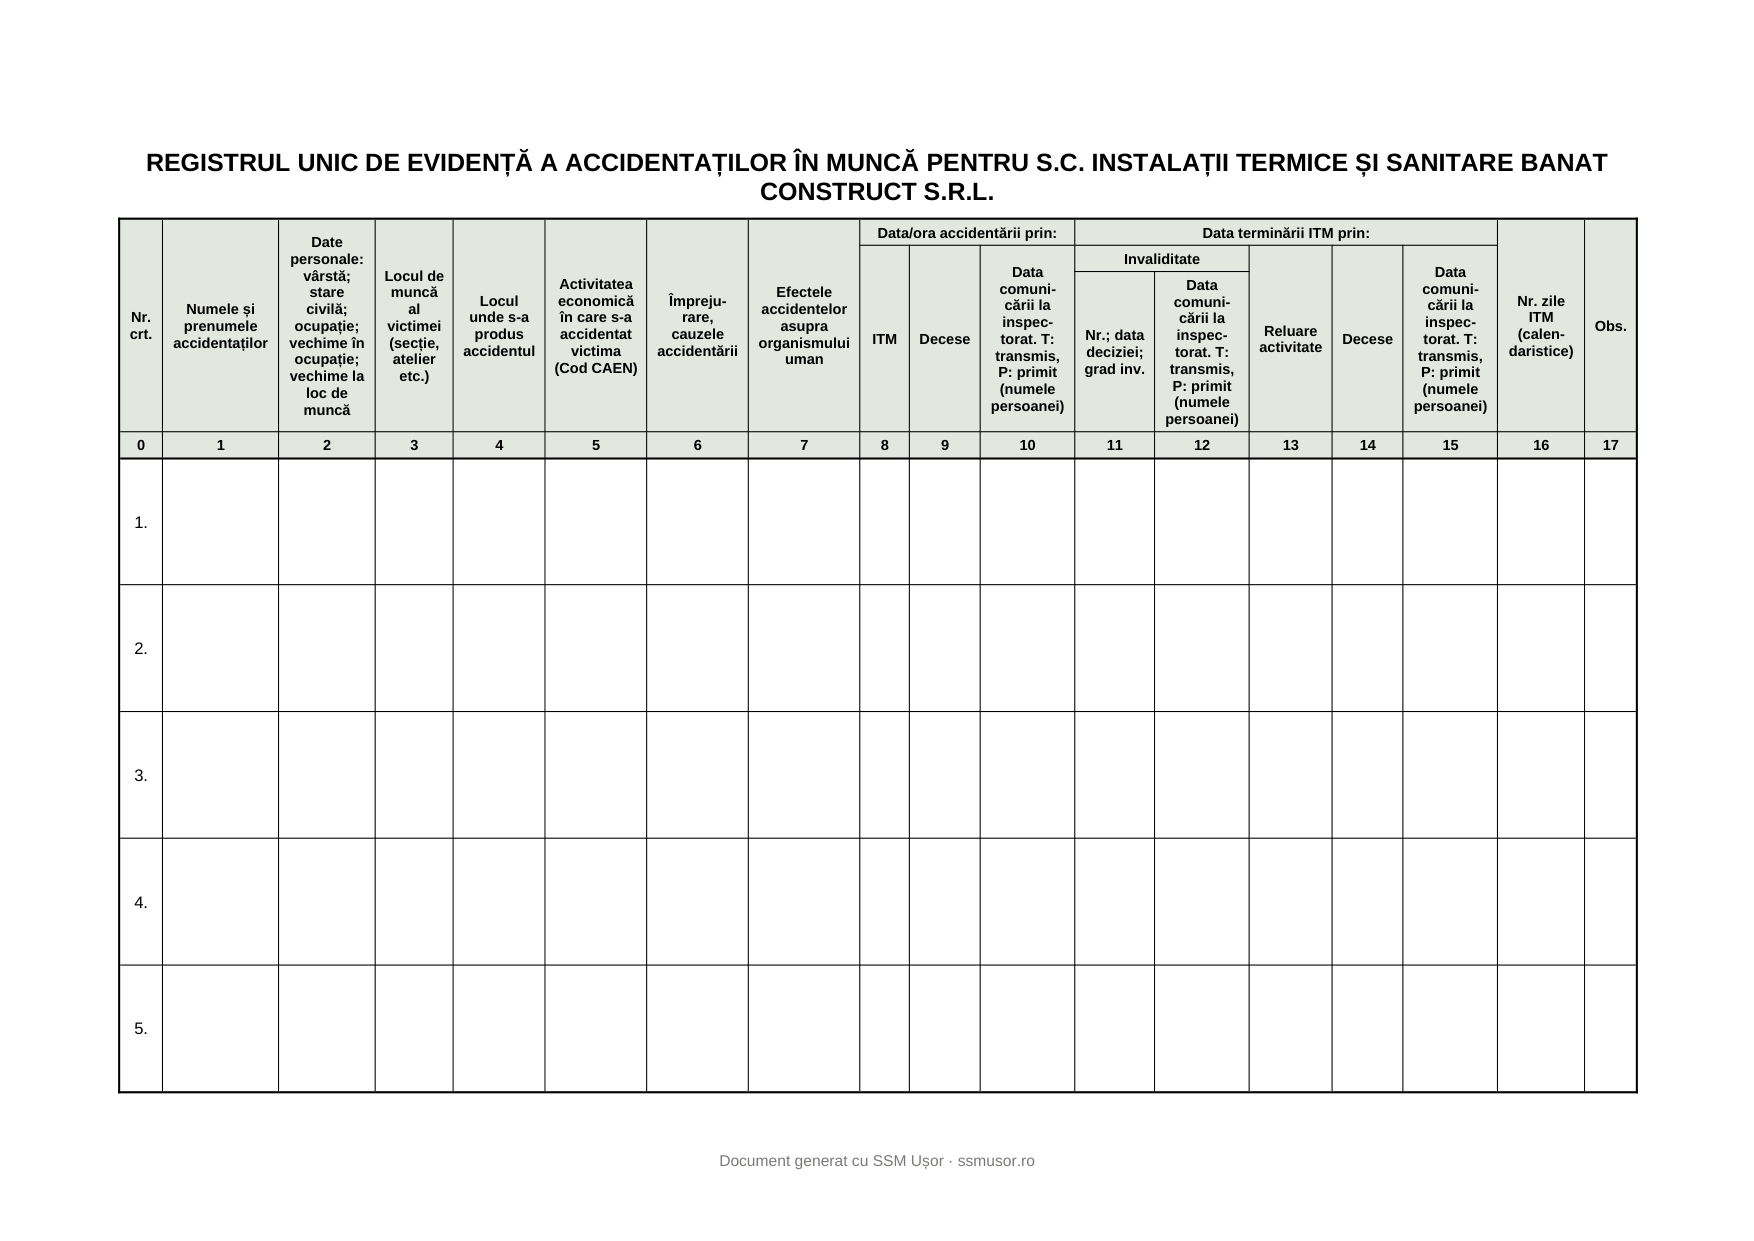 REGISTRUL UNIC DE EVIDENȚĂ A ACCIDENTAȚILOR ÎN MUNCĂ PENTRU S.C. INSTALAȚII TERMICE ȘI SANITARE BANAT
CONSTRUCT S.R.L.
Nr.
crt.
Numele și
prenumele
accidentaților
Date
personale:
vârstă;
stare
civilă;
ocupație;
vechime în
ocupație;
vechime la
loc de
muncă
Locul de
muncă
al
victimei
(secție,
atelier
etc.)
Locul
unde s-a
produs
accidentul
Activitatea
economică
în care s-a
accidentat
victima
(Cod CAEN)
Împreju-
rare,
cauzele
accidentării
Efectele
accidentelor
asupra
organismului
uman
Data/ora accidentării prin:
ITM
Decese
Data
comuni-
cării la
inspec-
torat. T:
transmis,
P: primit
(numele
persoanei)
Data terminării ITM prin:
Invaliditate
Nr.; data
deciziei;
grad inv.
Data
comuni-
cării la
inspec-
torat. T:
transmis,
P: primit
(numele
persoanei)
Reluare
activitate
Decese
Data
comuni-
cării la
inspec-
torat. T:
transmis,
P: primit
(numele
persoanei)
Nr. zile
ITM
(calen-
daristice)
Obs.
0 1 2 3 4 5 6 7 8 9 10 11 12 13 14 15 16 17
1.
2.
3.
4.
5.
Document generat cu SSM Ușor · ssmusor.ro